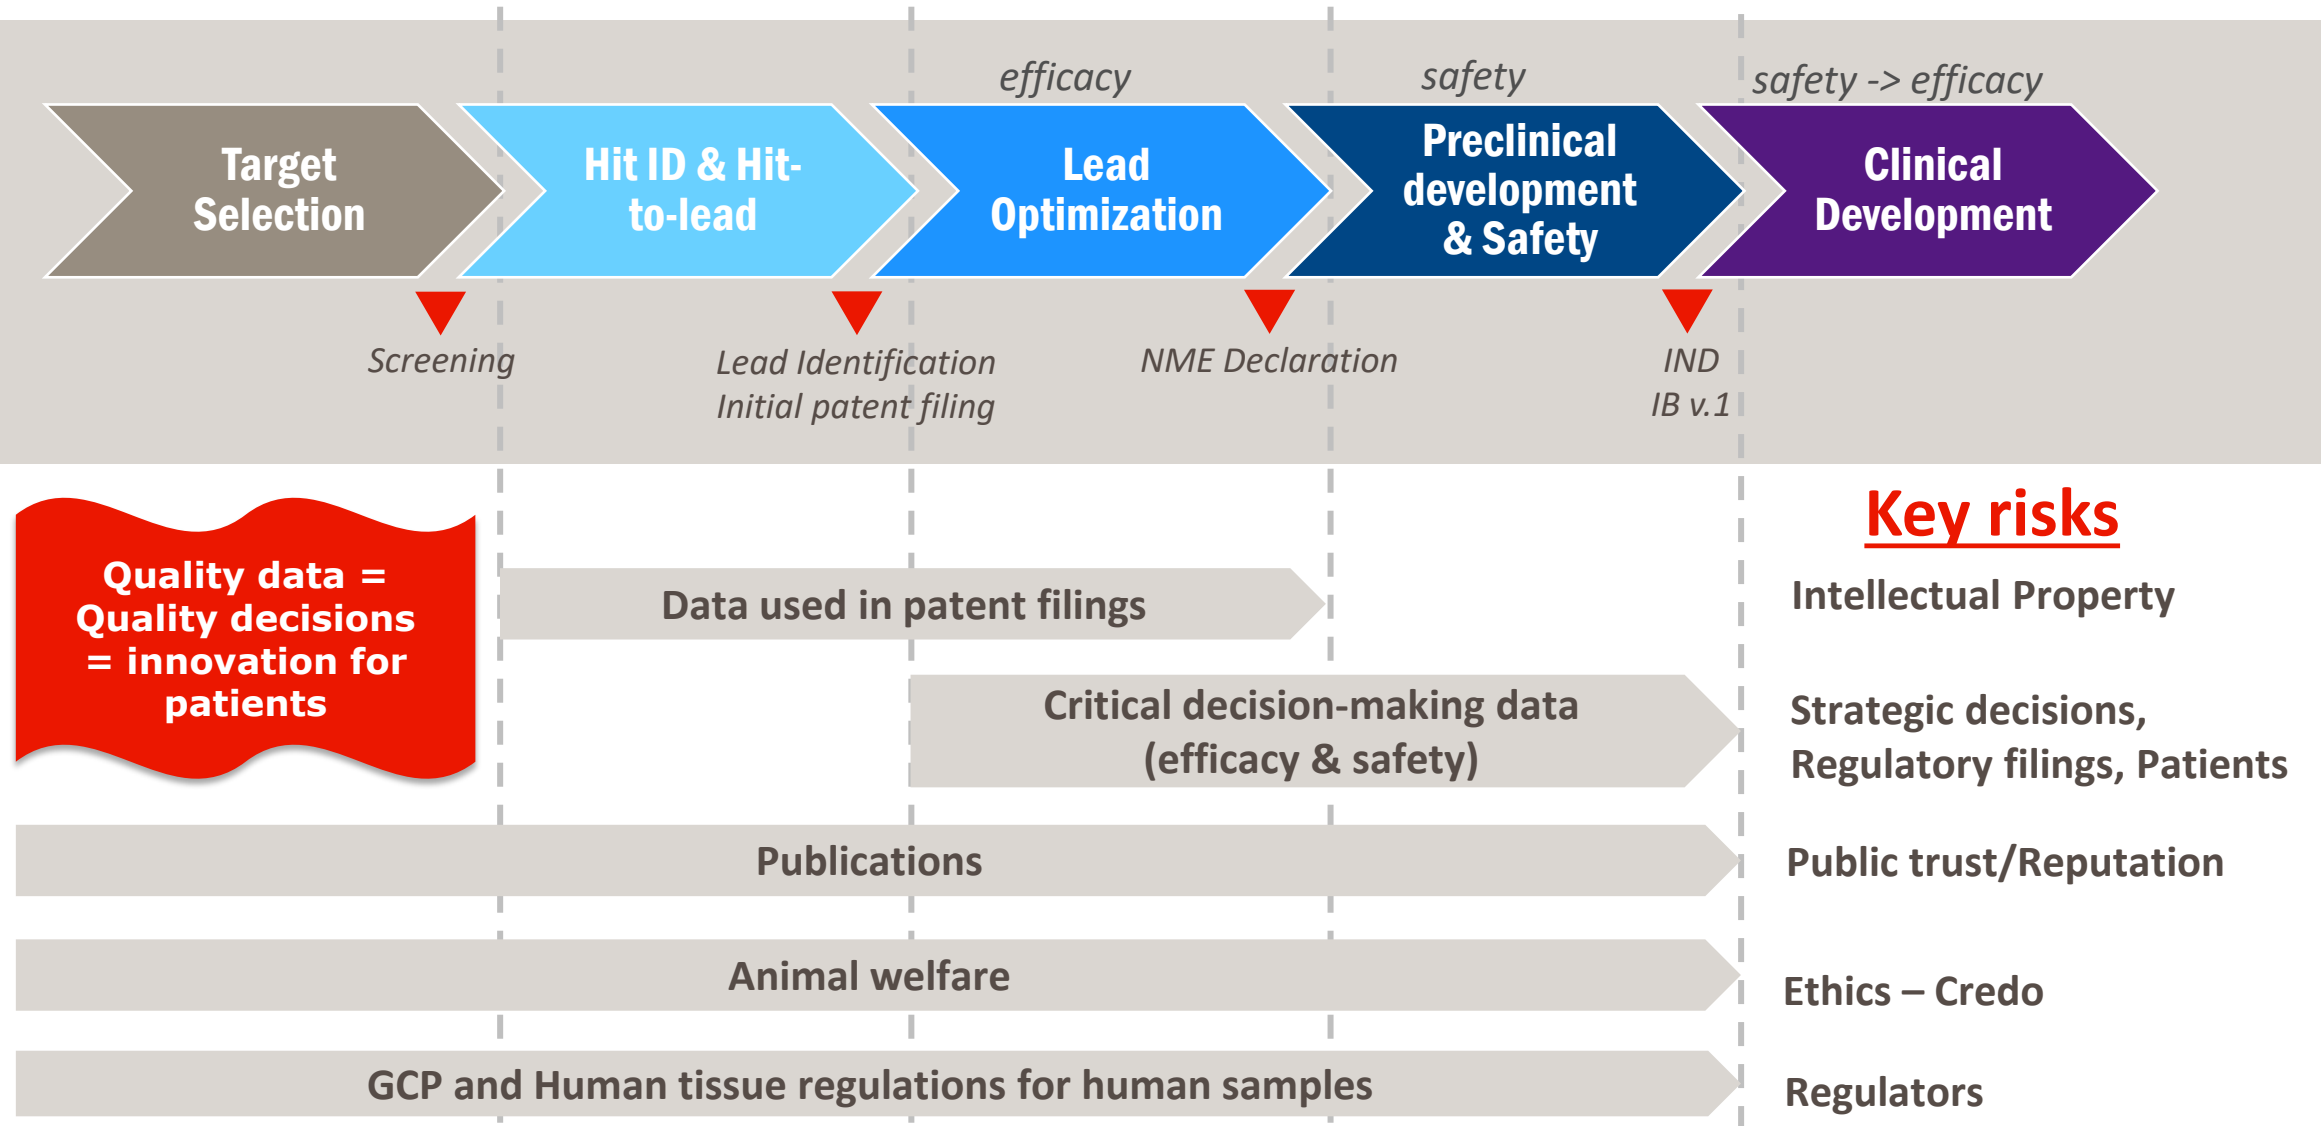 efficacy
safety
safety -> efficacy
Target
Selection
Hit ID & Hit-
to-lead
Lead
Optimization
Preclinical
development
& Safety
Clinical
Development
Screening
Lead Identification
Initial patent filing
NME Declaration
IND
IB v.1
Quality data =
Quality decisions
= innovation for
patients
Key risks
Data used in patent filings
Intellectual Property
Critical decision-making data
(efficacy & safety)
Strategic decisions,
Regulatory filings, Patients
Publications
Public trust/Reputation
Animal welfare
Ethics – Credo
GCP and Human tissue regulations for human samples
Regulators